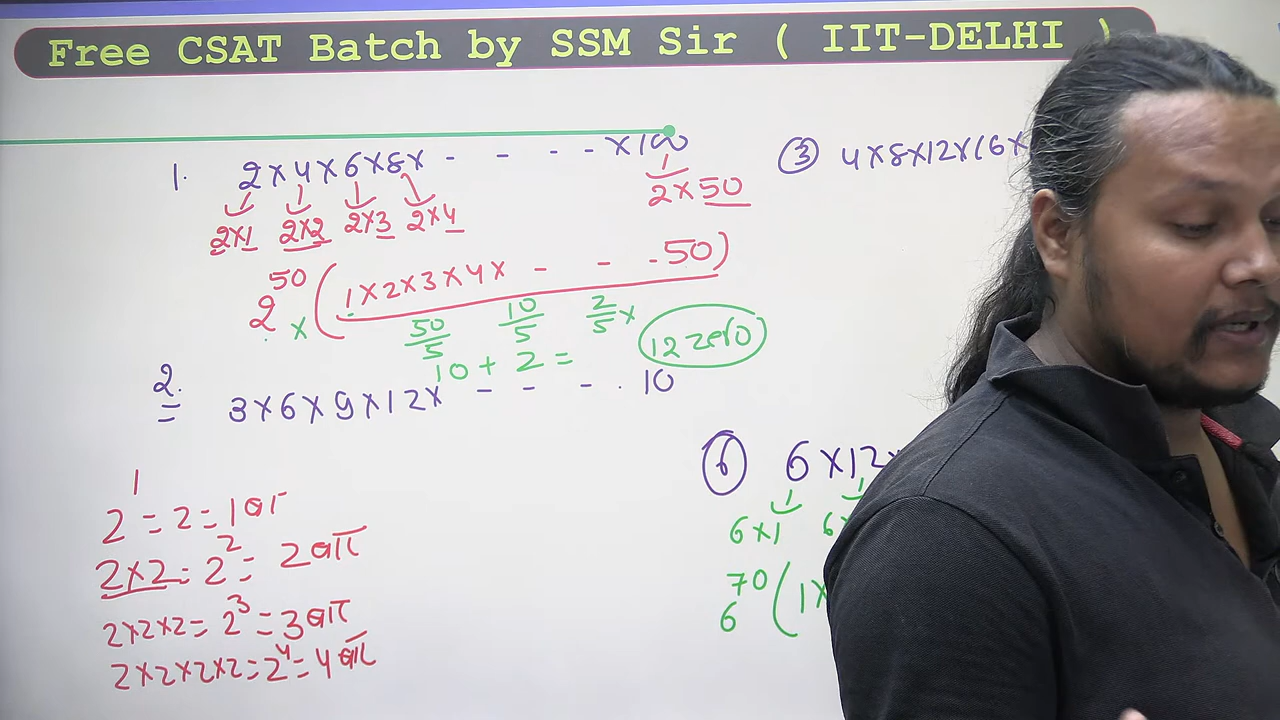 Free CSAT Batch by SSM Sir ( IIT-DELHI )
1. 2×4×6×8× - - - - ×100
2×1 2×2 2×3 2×4 2×50
2^50 × (1×2×3×4× - - - 50)
50/5 10/5 2/5 ×
10 + 2 = 12 zero
2. 3×6×9×12× - - - . 10
2^1 = 2 = 1 बार
2×2 = 2^2 = 2 बार
2×2×2 = 2^3 = 3 बार
2×2×2×2 = 2^4 = 4 बार
③ 4×8×12×16×
⑥ 6×12×
6×1 6×
6^70 (1×